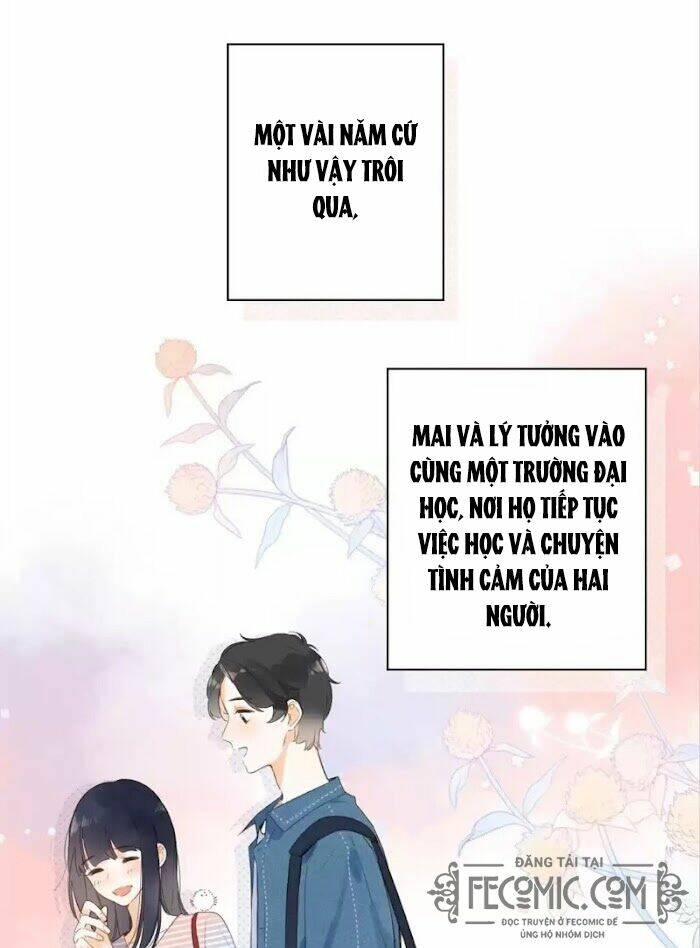 MỘT VÀI NĂM CỨ
NHƯ VẬY TRÔI
QUA,
MAI VÀ LÝ TƯỞNG VÀO
CÙNG MỘT TRƯỜNG ĐẠI
HỌC, NƠI HỌ TIẾP TỤC
VIỆC HỌC VÀ CHUYỆN
TÌNH CẢM CỦA HAI
NGƯỜI.
ĐĂNG TẢI TẠI
FECOMIC.COM
ĐỌC TRUYỆN Ở FECOMIC ĐỂ
ỦNG HỘ NHÓM DỊCH